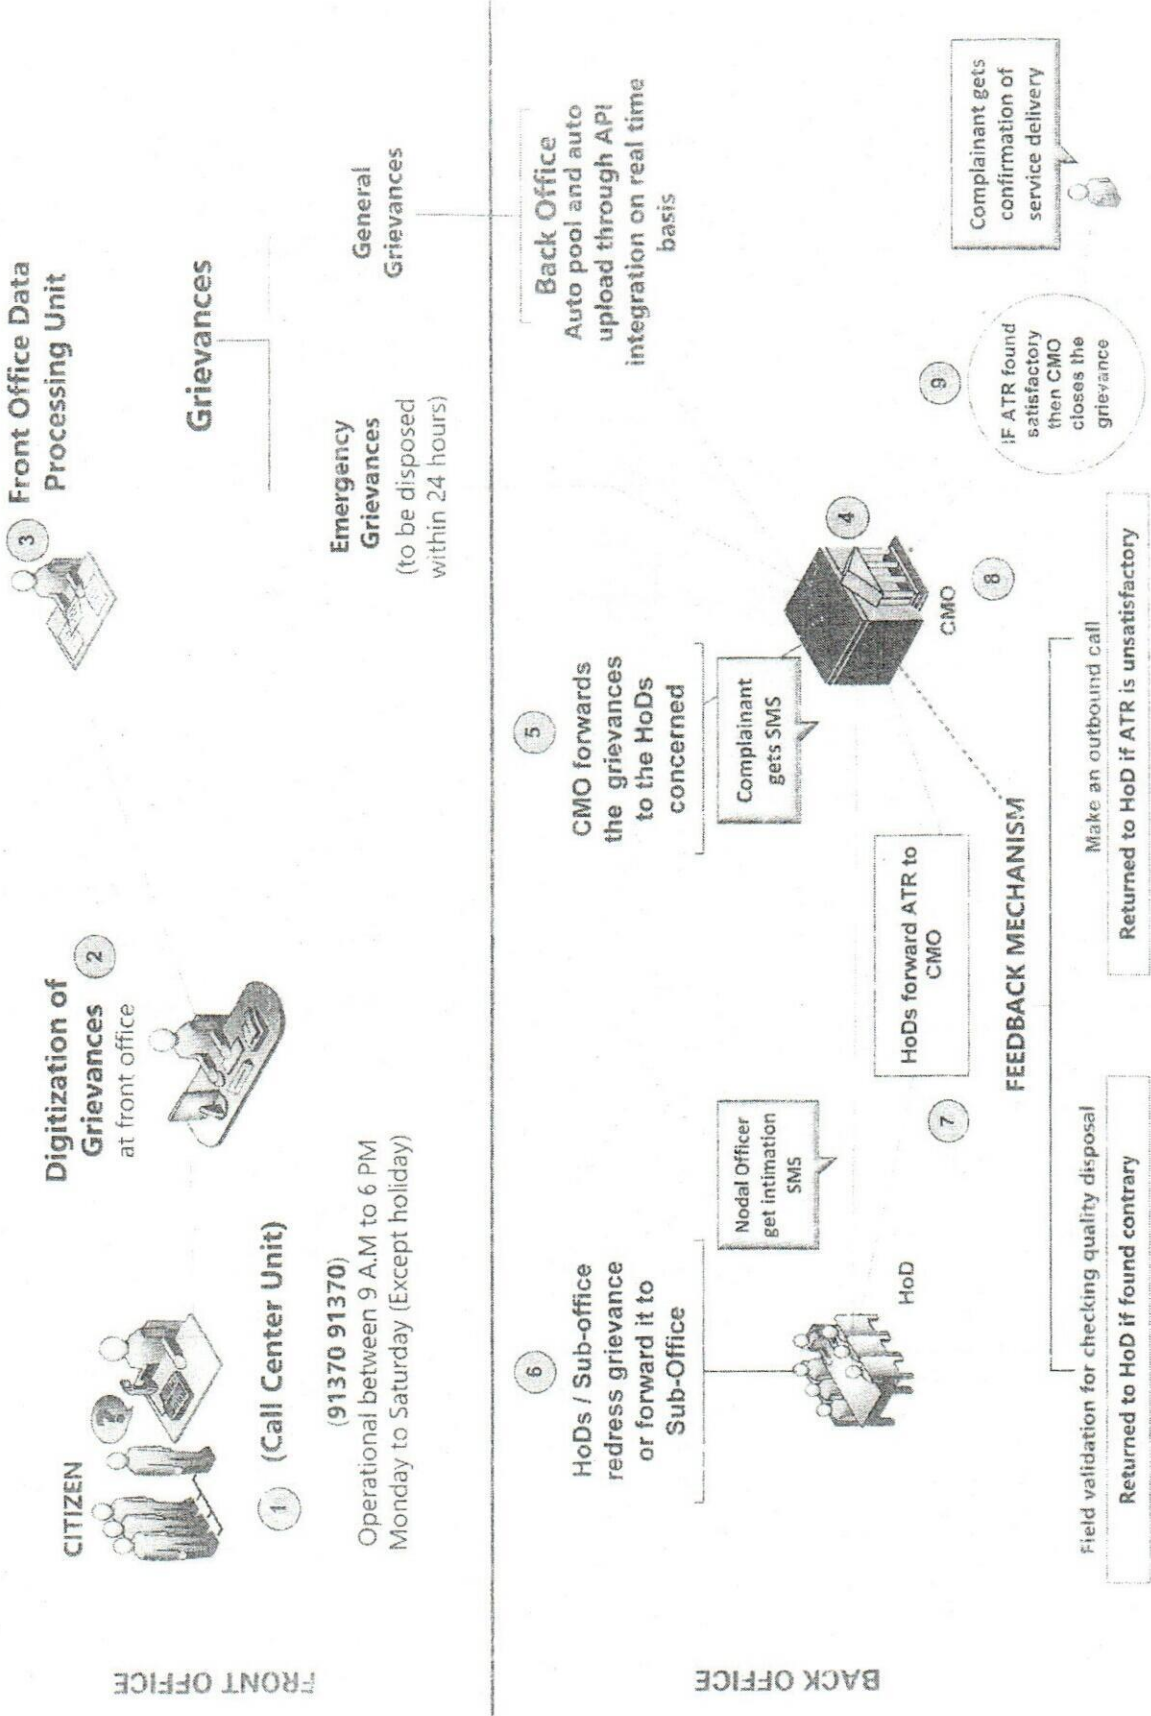 FRONT OFFICE
CITIZEN
?
1
(Call Center Unit)
(91370 91370)
Operational between 9 A.M to 6 PM
Monday to Saturday (Except holiday)
Digitization of
Grievances
at front office
2
3
Front Office Data
Processing Unit
Grievances
Emergency
Grievances
(to be disposed
within 24 hours)
General
Grievances
BACK OFFICE
Back Office
Auto pool and auto
upload through API
integration on real time
basis
4
CMO
5
CMO forwards
the grievances
to the HoDs
concerned
Complainant
gets SMS
6
HoDs / Sub-office
redress grievance
or forward it to
Sub-Office
Nodal Officer
get intimation
SMS
HoD
7
HoDs forward ATR to
CMO
8
FEEDBACK MECHANISM
Field validation for checking quality disposal
Returned to HoD if found contrary
Make an outbound call
Returned to HoD if ATR is unsatisfactory
9
IF ATR found
satisfactory
then CMO
closes the
grievance
Complainant gets
confirmation of
service delivery